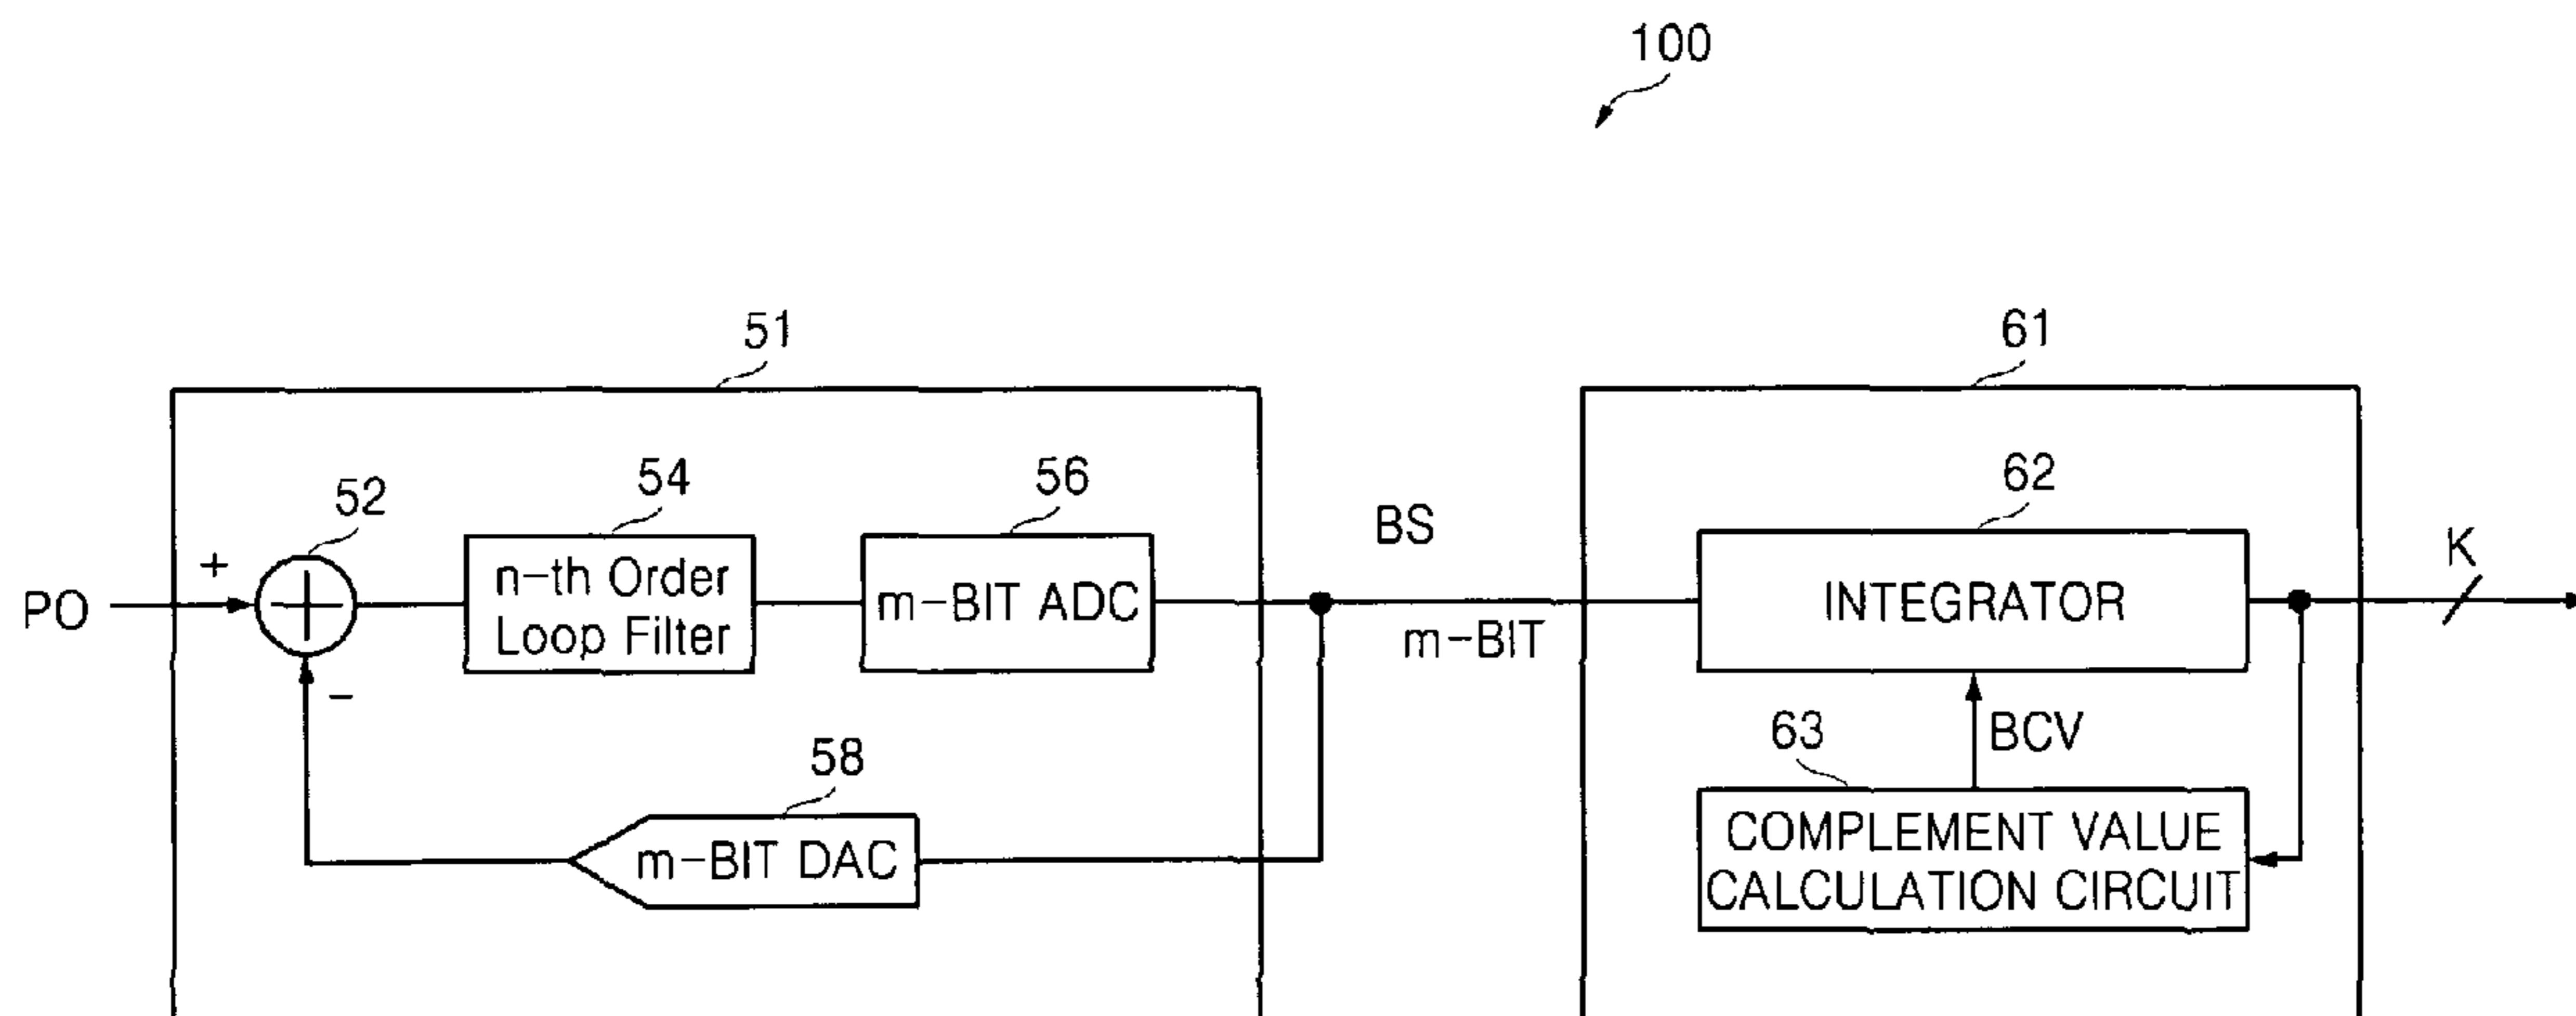 100
51
61
52
54
56
62
BS
K
+
PO
n-th Order
Loop Filter
m-BIT ADC
m-BIT
INTEGRATOR
-
58
63
BCV
m-BIT DAC
COMPLEMENT VALUE
CALCULATION CIRCUIT